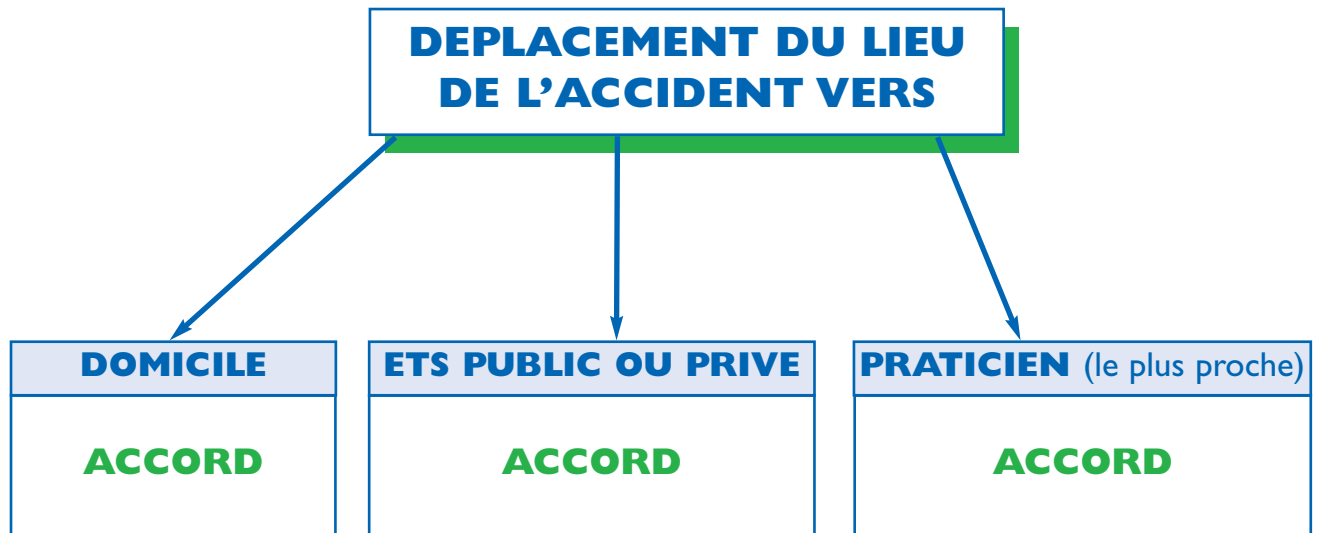 DEPLACEMENT DU LIEU
DE L’ACCIDENT VERS
DOMICILE
ACCORD
ETS PUBLIC OU PRIVE
ACCORD
PRATICIEN (le plus proche)
ACCORD